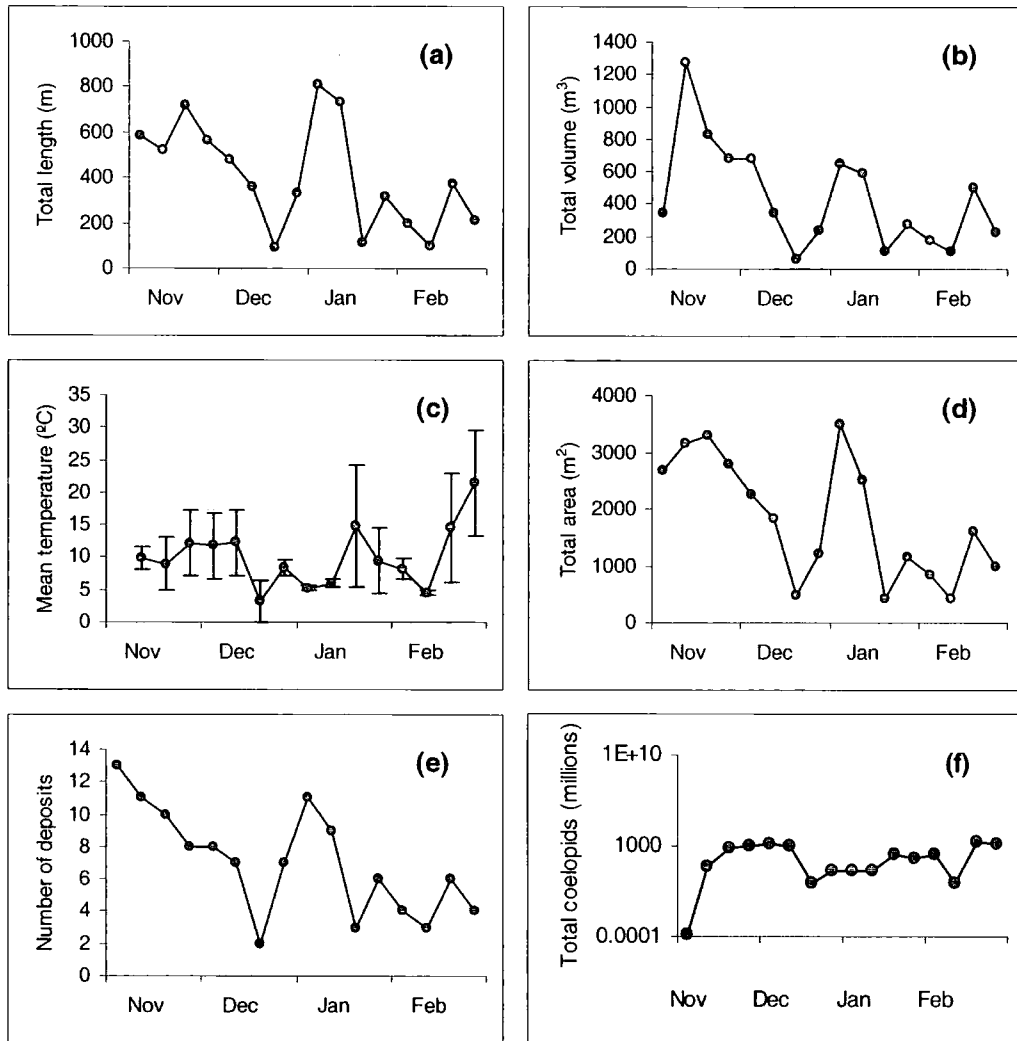 (a)
Total length (m)
1000
800
600
400
200
0
Nov Dec Jan Feb
(b)
Total volume (m³)
1400
1200
1000
800
600
400
200
0
Nov Dec Jan Feb
(c)
Mean temperature (ºC)
35
30
25
20
15
10
5
0
Nov Dec Jan Feb
(d)
Total area (m²)
4000
3000
2000
1000
0
Nov Dec Jan Feb
(e)
Number of deposits
14
12
10
8
6
4
2
0
Nov Dec Jan Feb
(f)
Total coelopids (millions)
1E+10
1000
0.0001
Nov Dec Jan Feb